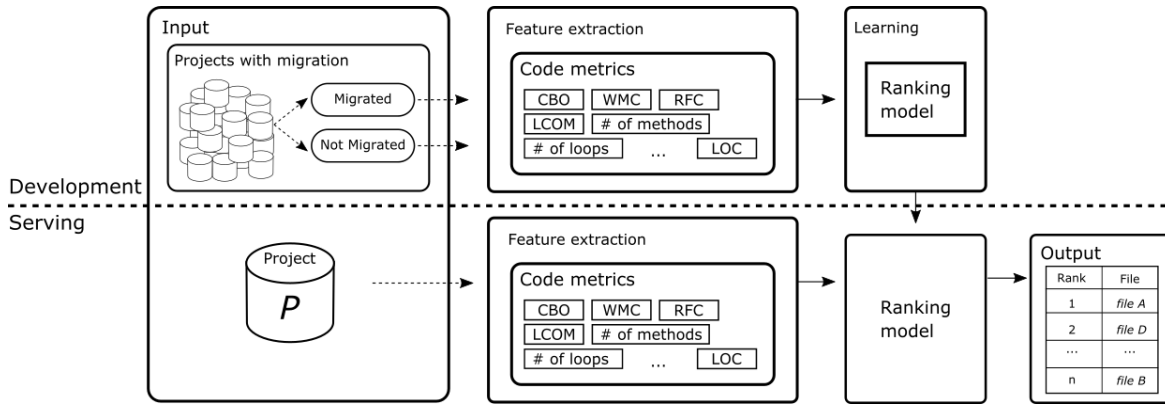 Input
Projects with migration
Migrated
Not Migrated
Feature extraction
Code metrics
CBO WMC RFC
LCOM # of methods
# of loops ... LOC
Learning
Ranking
model
Development
Serving
Project
P
Feature extraction
Code metrics
CBO WMC RFC
LCOM # of methods
# of loops ... LOC
Ranking
model
Output
Rank File
1 file A
2 file D
... ...
n file B